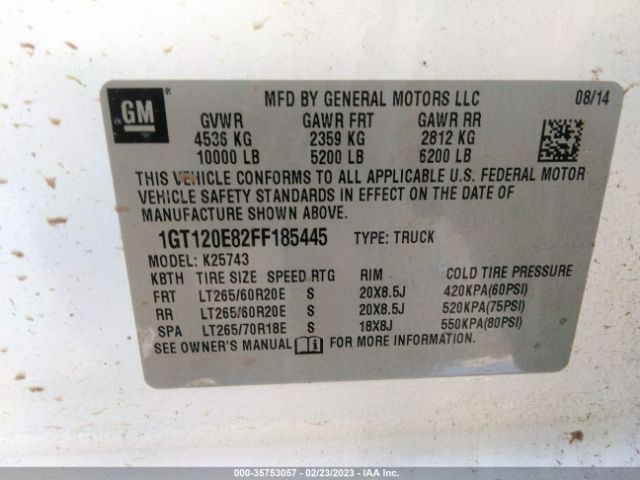 GM
MFD BY GENERAL MOTORS LLC 08/14
GVWR GAWR FRT GAWR RR
4536 KG 2359 KG 2812 KG
10000 LB 5200 LB 6200 LB
THIS VEHICLE CONFORMS TO ALL APPLICABLE U.S. FEDERAL MOTOR
VEHICLE SAFETY STANDARDS IN EFFECT ON THE DATE OF
MANUFACTURE SHOWN ABOVE.
1GT120E82FF185445 TYPE: TRUCK
MODEL: K25743
KBTH TIRE SIZE SPEED RTG RIM COLD TIRE PRESSURE
FRT LT265/60R20E S 20X8.5J 420KPA(60PSI)
RR LT265/60R20E S 20X8.5J 520KPA(75PSI)
SPA LT265/70R18E S 18X8J 550KPA(80PSI)
SEE OWNER'S MANUAL i FOR MORE INFORMATION.
000-35753057 - 02/23/2023 - IAA Inc.